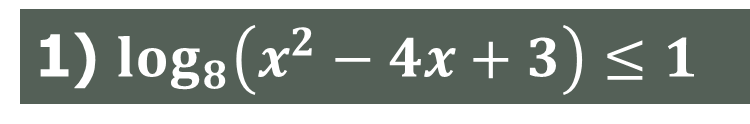 1) log₈(x² − 4x + 3) ≤ 1